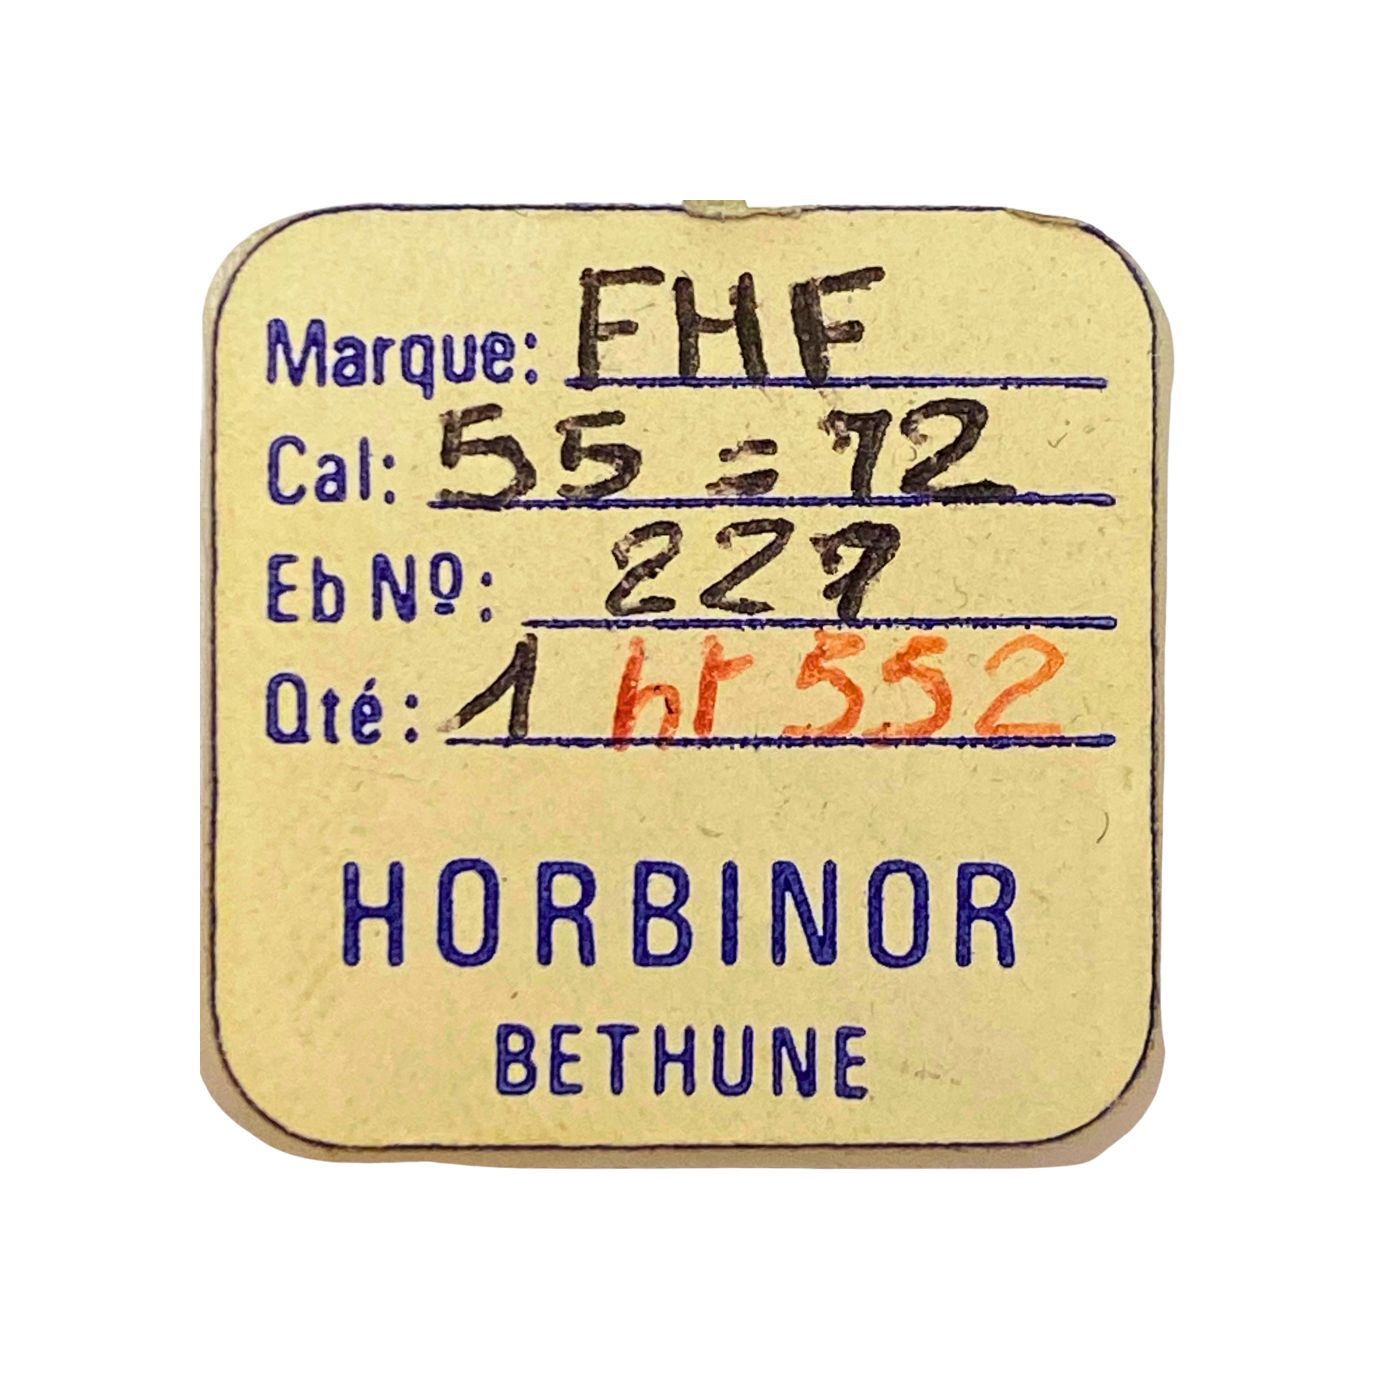 Marque: FHF
Cal: 55 = 72
Eb Nº: 227
Qté: 1 ht 552
HORBINOR
BETHUNE